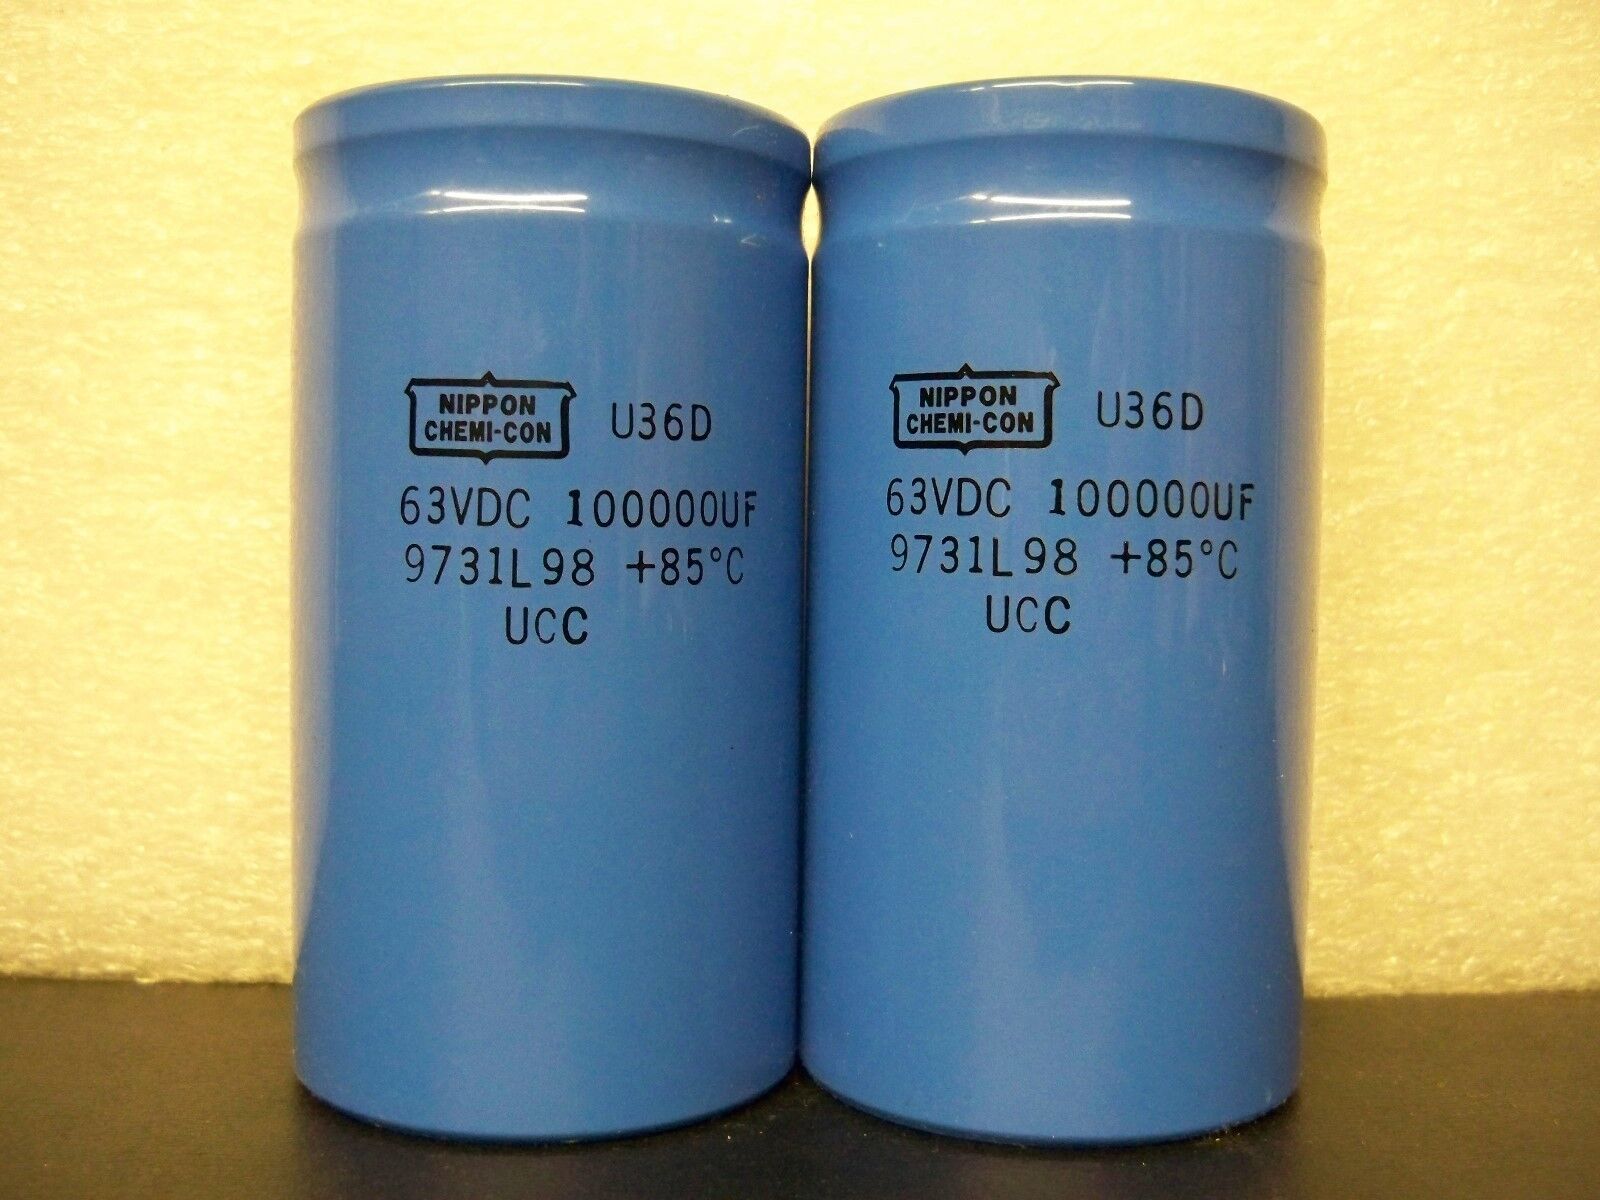 NIPPON
CHEMI-CON
U36D
63VDC 100000UF
9731L98 +85°C
UCC
NIPPON
CHEMI-CON
U36D
63VDC 100000UF
9731L98 +85°C
UCC